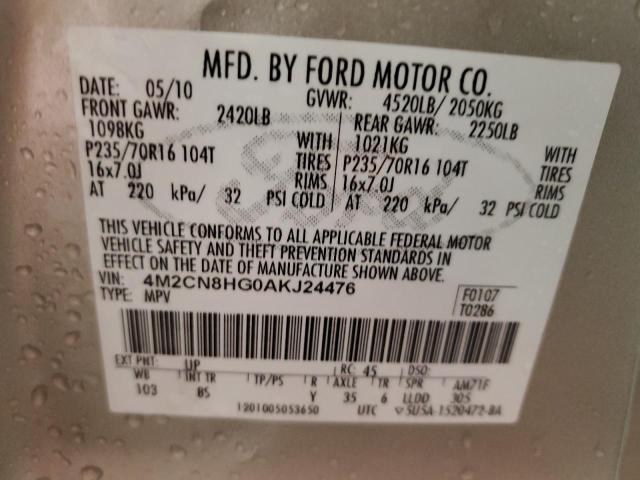 MFD. BY FORD MOTOR CO.
DATE: 05/10 GVWR: 4520LB/ 2050KG
FRONT GAWR: 2420LB REAR GAWR: 2250LB
1098KG WITH 1021KG WITH
P235/70R16 104T TIRES P235/70R16 104T TIRES
16x7.0J RIMS 16x7.0J RIMS
AT 220 kPa/ 32 PSI COLD AT 220 kPa/ 32 PSI COLD
THIS VEHICLE CONFORMS TO ALL APPLICABLE FEDERAL MOTOR
VEHICLE SAFETY AND THEFT PREVENTION STANDARDS IN
EFFECT ON THE DATE OF MANUFACTURE SHOWN ABOVE.
VIN: 4M2CN8HG0AKJ24476 F0107
TYPE: MPV T0286
EXT PNT: UP RC: 45 DSO:
WB INT TR TP/PS R AXLE TR SPR AM71F
103 BS Y 35 6 LLDD 305
1201005053650 UTC 5U5A-1520472-BA